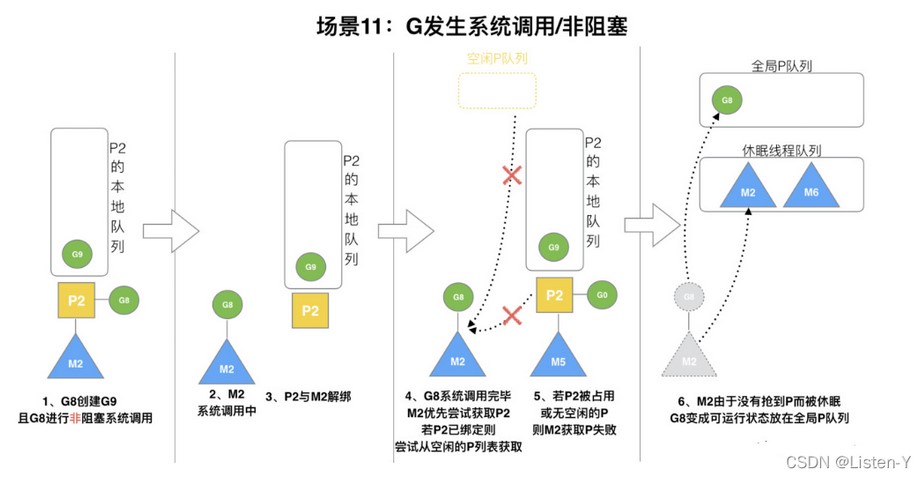 场景11：G发生系统调用/非阻塞
P2的本地队列
G9
P2
G8
M2
1、G8创建G9
且G8进行非阻塞系统调用
P2的本地队列
G9
P2
G8
M2
2、M2
系统调用中
3、P2与M2解绑
空闲P队列
P2的本地队列
G9
G8
P2
G0
M2
M5
4、G8系统调用完毕
M2优先尝试获取P2
若P2已绑定则
尝试从空闲的P列表获取
5、若P2被占用
或无空闲的P
则M2获取P失败
全局P队列
G8
休眠线程队列
M2
M6
G8
M2
6、M2由于没有抢到P而被休眠
G8变成可运行状态放在全局P队列
CSDN @Listen-Y